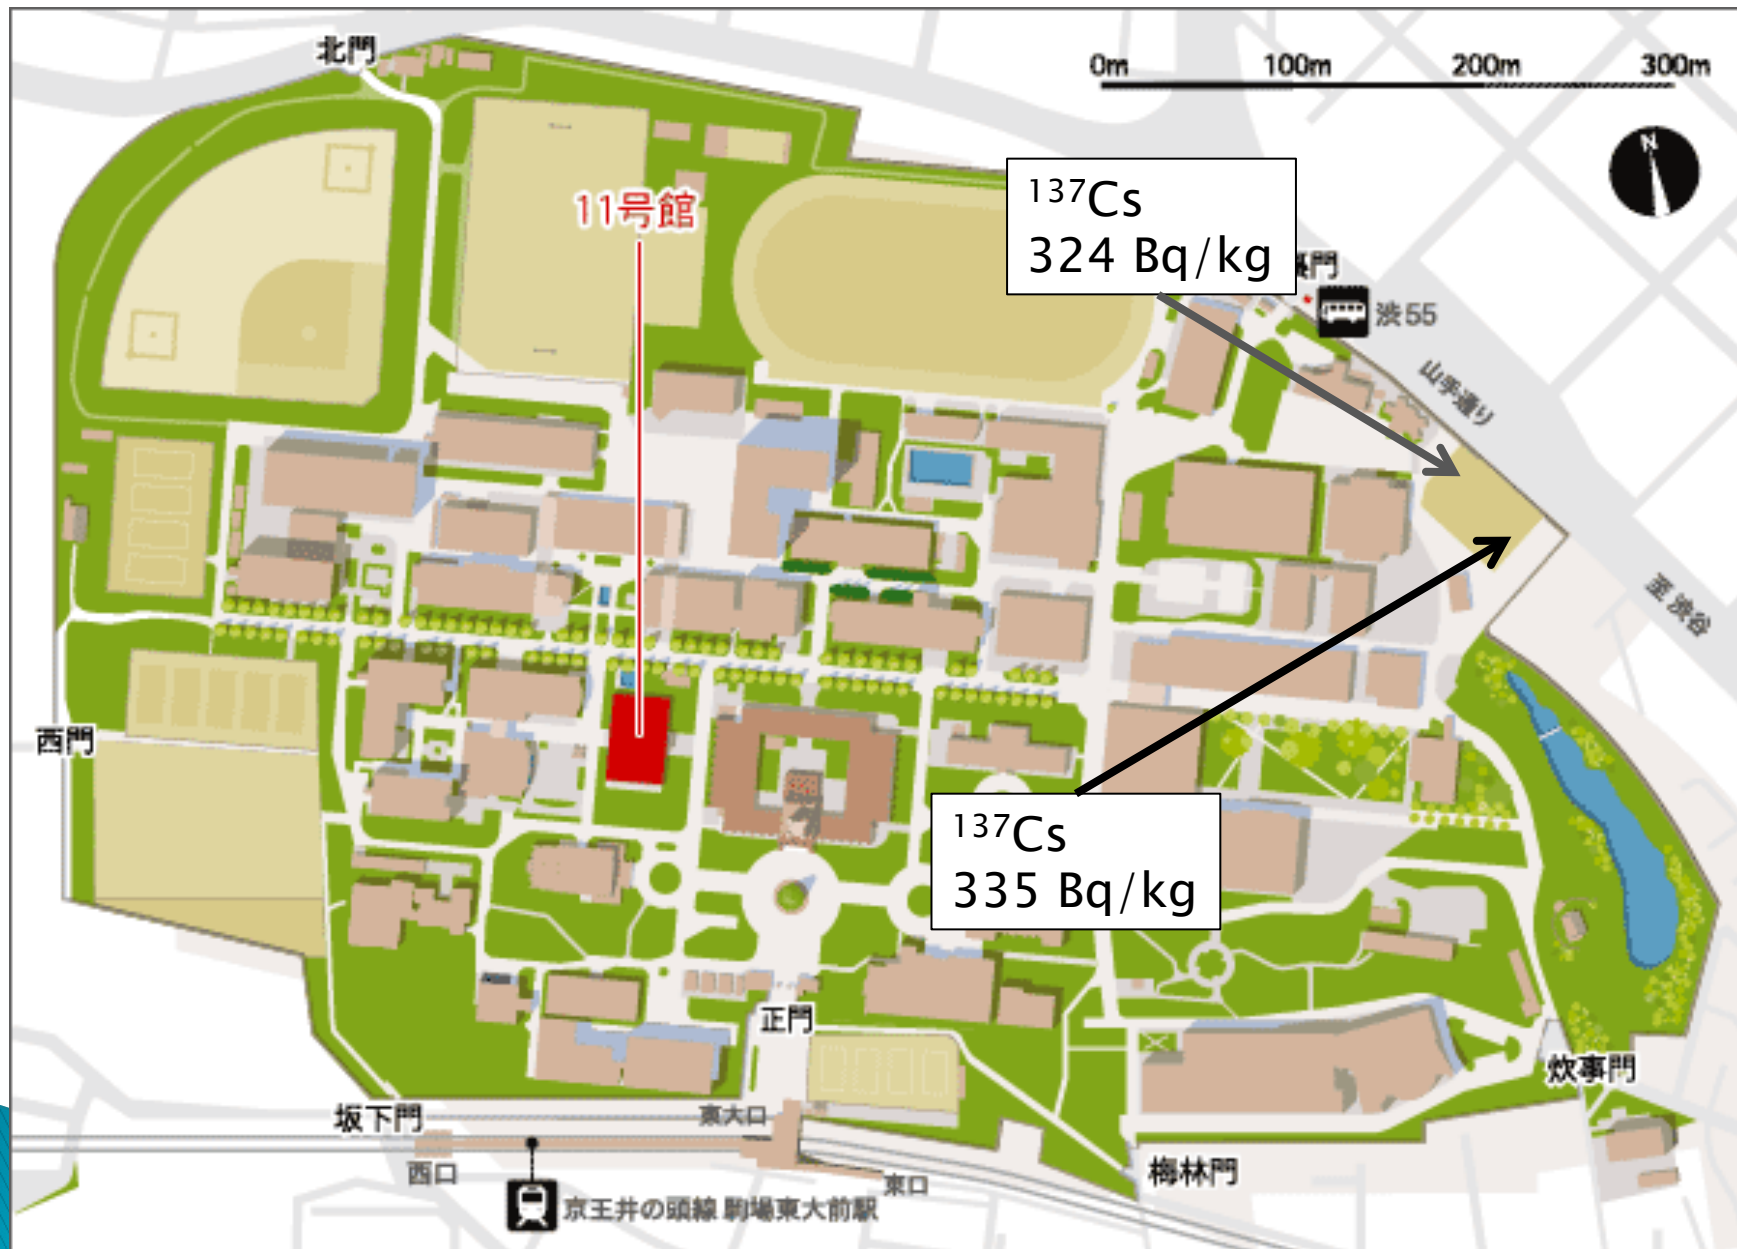 北門
0m 100m 200m 300m
N
11号館
137Cs
324 Bq/kg
門
渋55
山手通り
至 渋谷
西門
137Cs
335 Bq/kg
正門
炊事門
坂下門
東大口
西口
東口
梅林門
京王井の頭線 駒場東大前駅